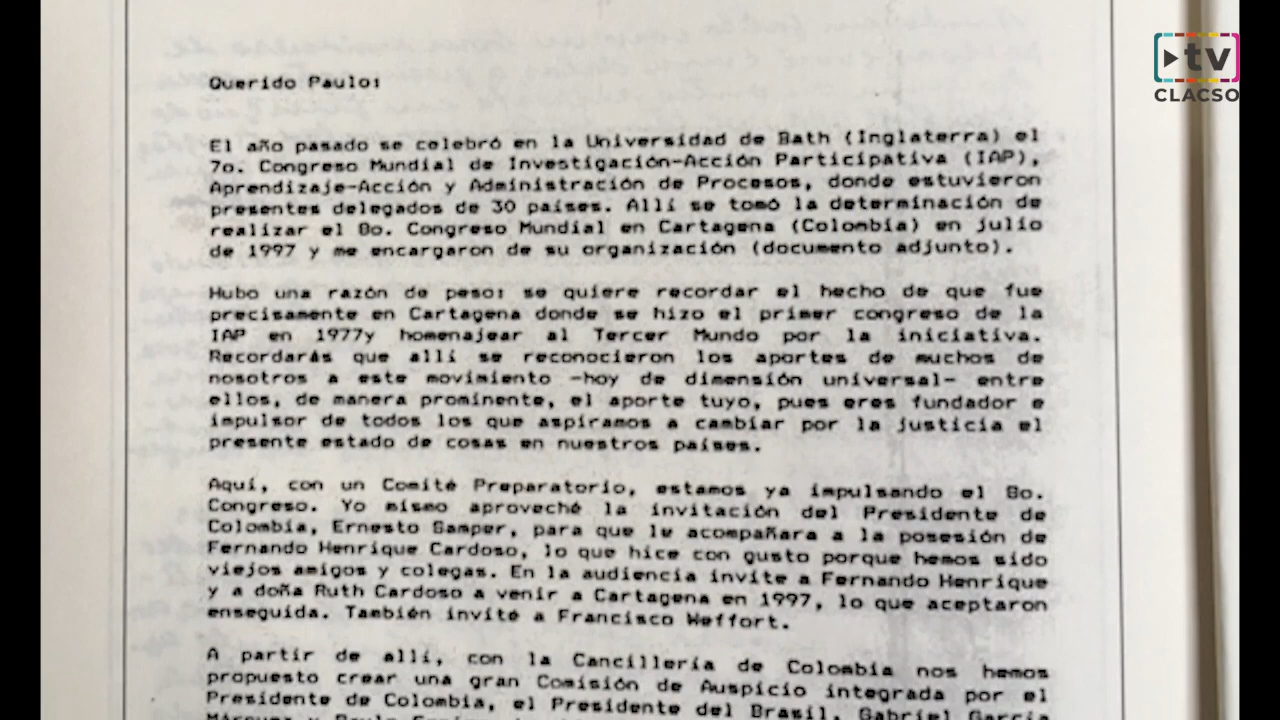 tv
CLACSO
Querido Paulo:
El año pasado se celebró en la Universidad de Bath (Inglaterra) el
7o. Congreso Mundial de Investigación-Acción Participativa (IAP),
Aprendizaje-Acción y Administración de Procesos, donde estuvieron
presentes delegados de 30 países. Allí se tomó la determinación de
realizar el 8o. Congreso Mundial en Cartagena (Colombia) en julio
de 1997 y me encargaron de su organización (documento adjunto).
Hubo una razón de peso: se quiere recordar el hecho de que fue
precisamente en Cartagena donde se hizo el primer congreso de la
IAP en 1977y homenajear al Tercer Mundo por la iniciativa.
Recordarás que allí se reconocieron los aportes de muchos de
nosotros a este movimiento -hoy de dimensión universal- entre
ellos, de manera prominente, el aporte tuyo, pues eres fundador e
impulsor de todos los que aspiramos a cambiar por la justicia el
presente estado de cosas en nuestros países.
Aquí, con un Comité Preparatorio, estamos ya impulsando el 8o.
Congreso. Yo mismo aproveché la invitación del Presidente de
Colombia, Ernesto Samper, para que le acompañara a la posesión de
Fernando Henrique Cardoso, lo que hice con gusto porque hemos sido
viejos amigos y colegas. En la audiencia invite a Fernando Henrique
y a doña Ruth Cardoso a venir a Cartagena en 1997, lo que aceptaron
enseguida. También invité a Francisco Weffort.
A partir de allí, con la Cancillería de Colombia nos hemos
propuesto crear una gran Comisión de Auspicio integrada por el
Presidente de Colombia, el Presidente del Brasil, Gabriel García